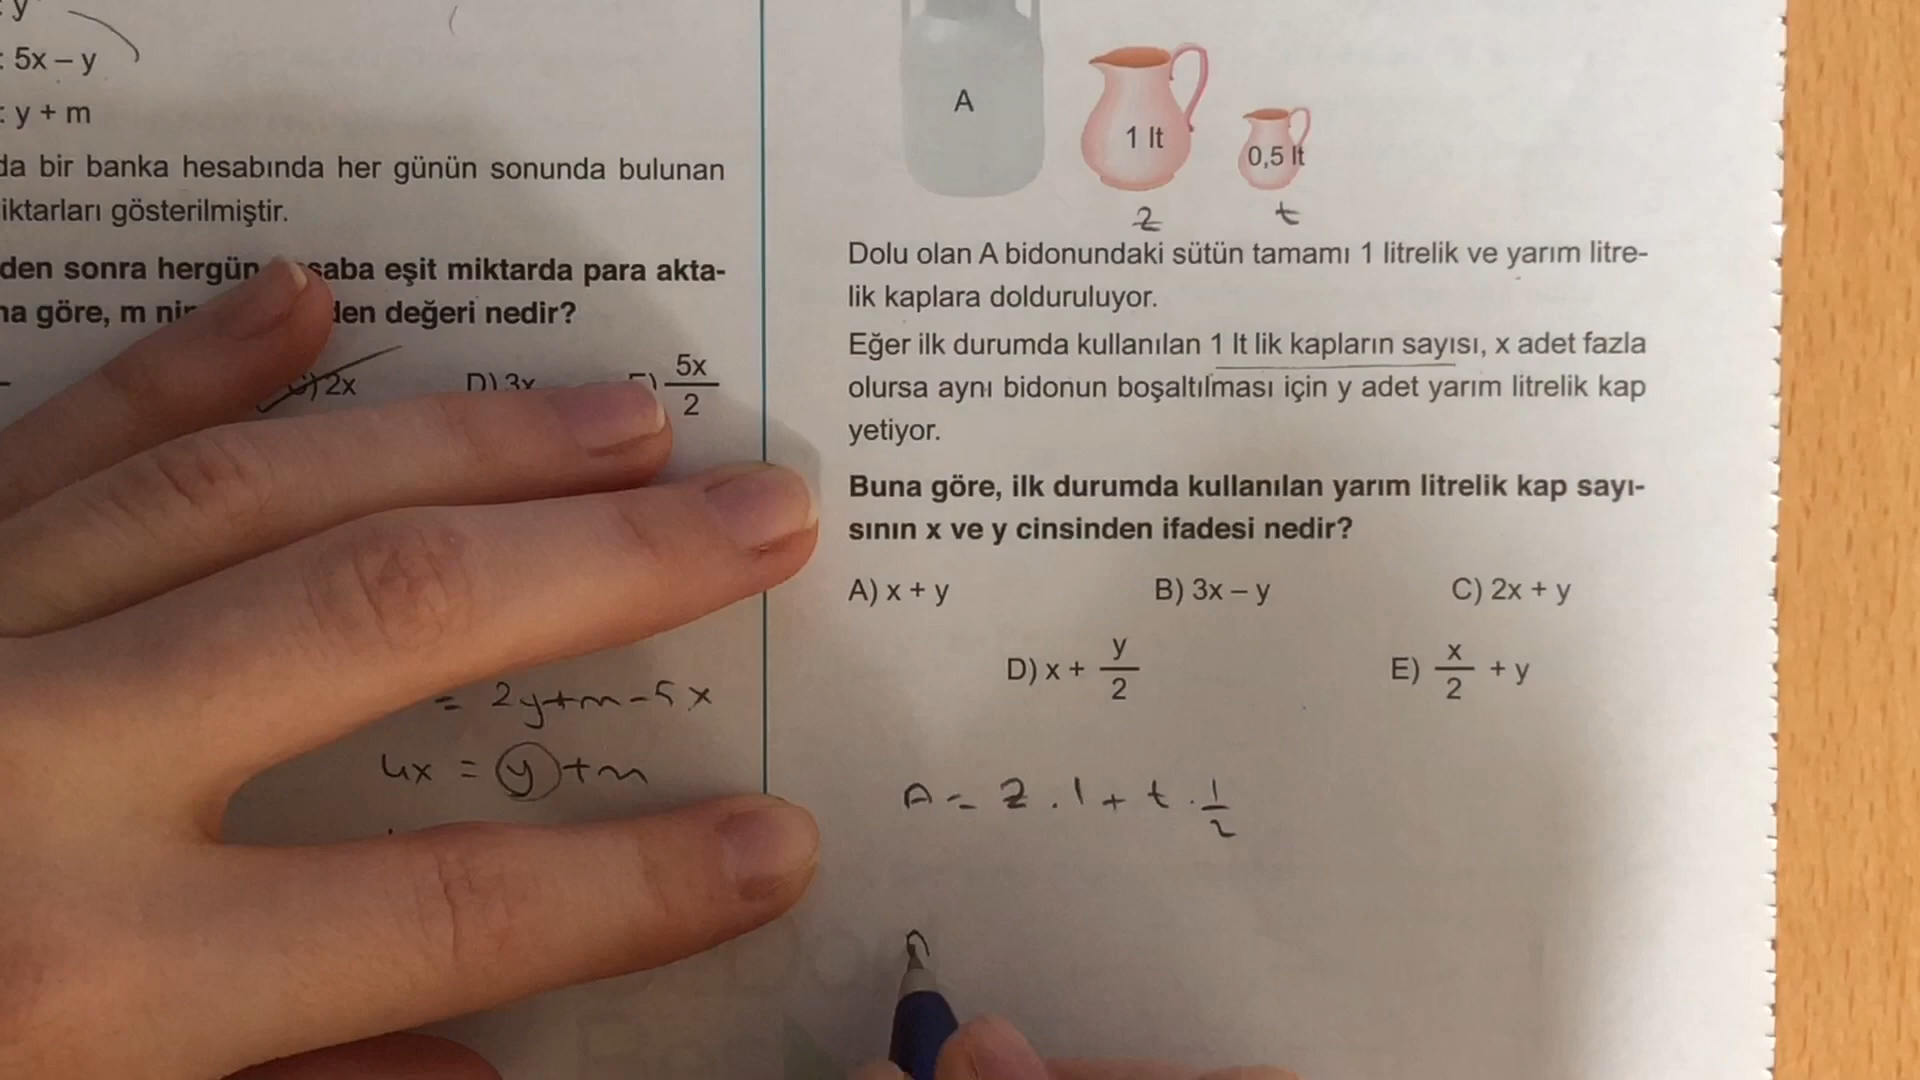 y
: 5x – y
: y + m
da bir banka hesabında her günün sonunda bulunan
iktarları gösterilmiştir.
den sonra hergün saba eşit miktarda para akta-
na göre, m nin den değeri nedir?
2x D) 3x 5x/2
= 2y+m-5x
4x = y+m
A
1 lt
0,5 lt
z t
Dolu olan A bidonundaki sütün tamamı 1 litrelik ve yarım litre-
lik kaplara dolduruluyor.
Eğer ilk durumda kullanılan 1 lt lik kapların sayısı, x adet fazla
olursa aynı bidonun boşaltılması için y adet yarım litrelik kap
yetiyor.
Buna göre, ilk durumda kullanılan yarım litrelik kap sayı-
sının x ve y cinsinden ifadesi nedir?
A) x + y B) 3x – y C) 2x + y
D) x + y/2 E) x/2 + y
A = z . 1 + t . 1/2